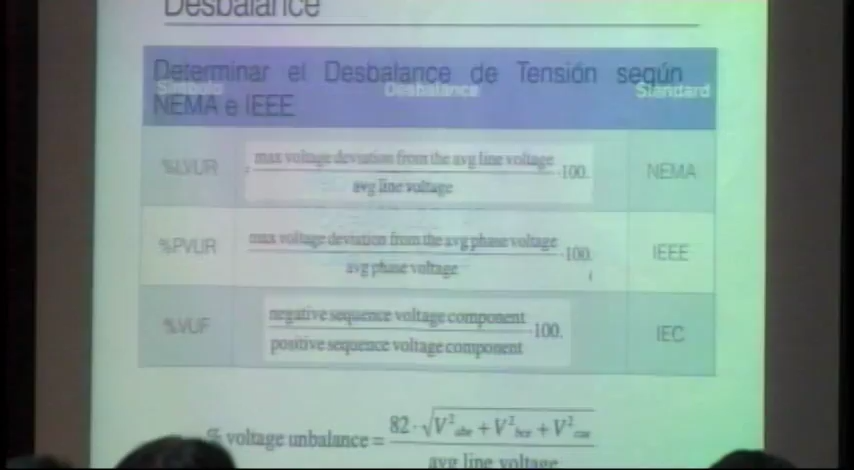 Desbalance
Determinar el Desbalance de Tensión según
NEMA e IEEE
Símbolo Desbalance Standard
%LVUR max voltage deviation from the avg line voltage
avg line voltage
.100. NEMA
%PVUR max voltage deviation from the avg phase voltage
avg phase voltage
.100. IEEE
%VUF negative sequence voltage component
positive sequence voltage component
100. IEC
% voltage unbalance = 82 · √V²abe + V²bce + V²cae
avg line voltage